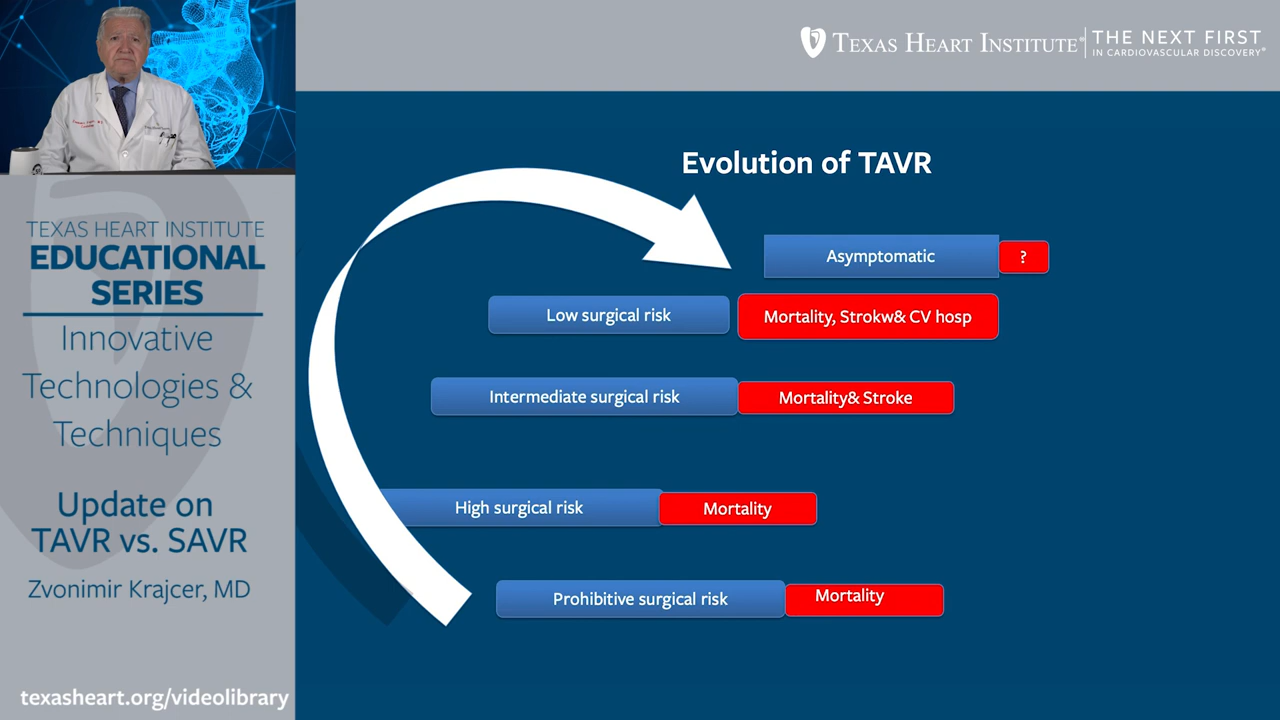 TEXAS HEART INSTITUTE®
THE NEXT FIRST
IN CARDIOVASCULAR DISCOVERY®
TEXAS HEART INSTITUTE
EDUCATIONAL
SERIES
Innovative
Technologies &
Techniques
Update on
TAVR vs. SAVR
Zvonimir Krajcer, MD
texasheart.org/videolibrary
Evolution of TAVR
Asymptomatic
?
Low surgical risk
Mortality, Strokw& CV hosp
Intermediate surgical risk
Mortality& Stroke
High surgical risk
Mortality
Prohibitive surgical risk
Mortality